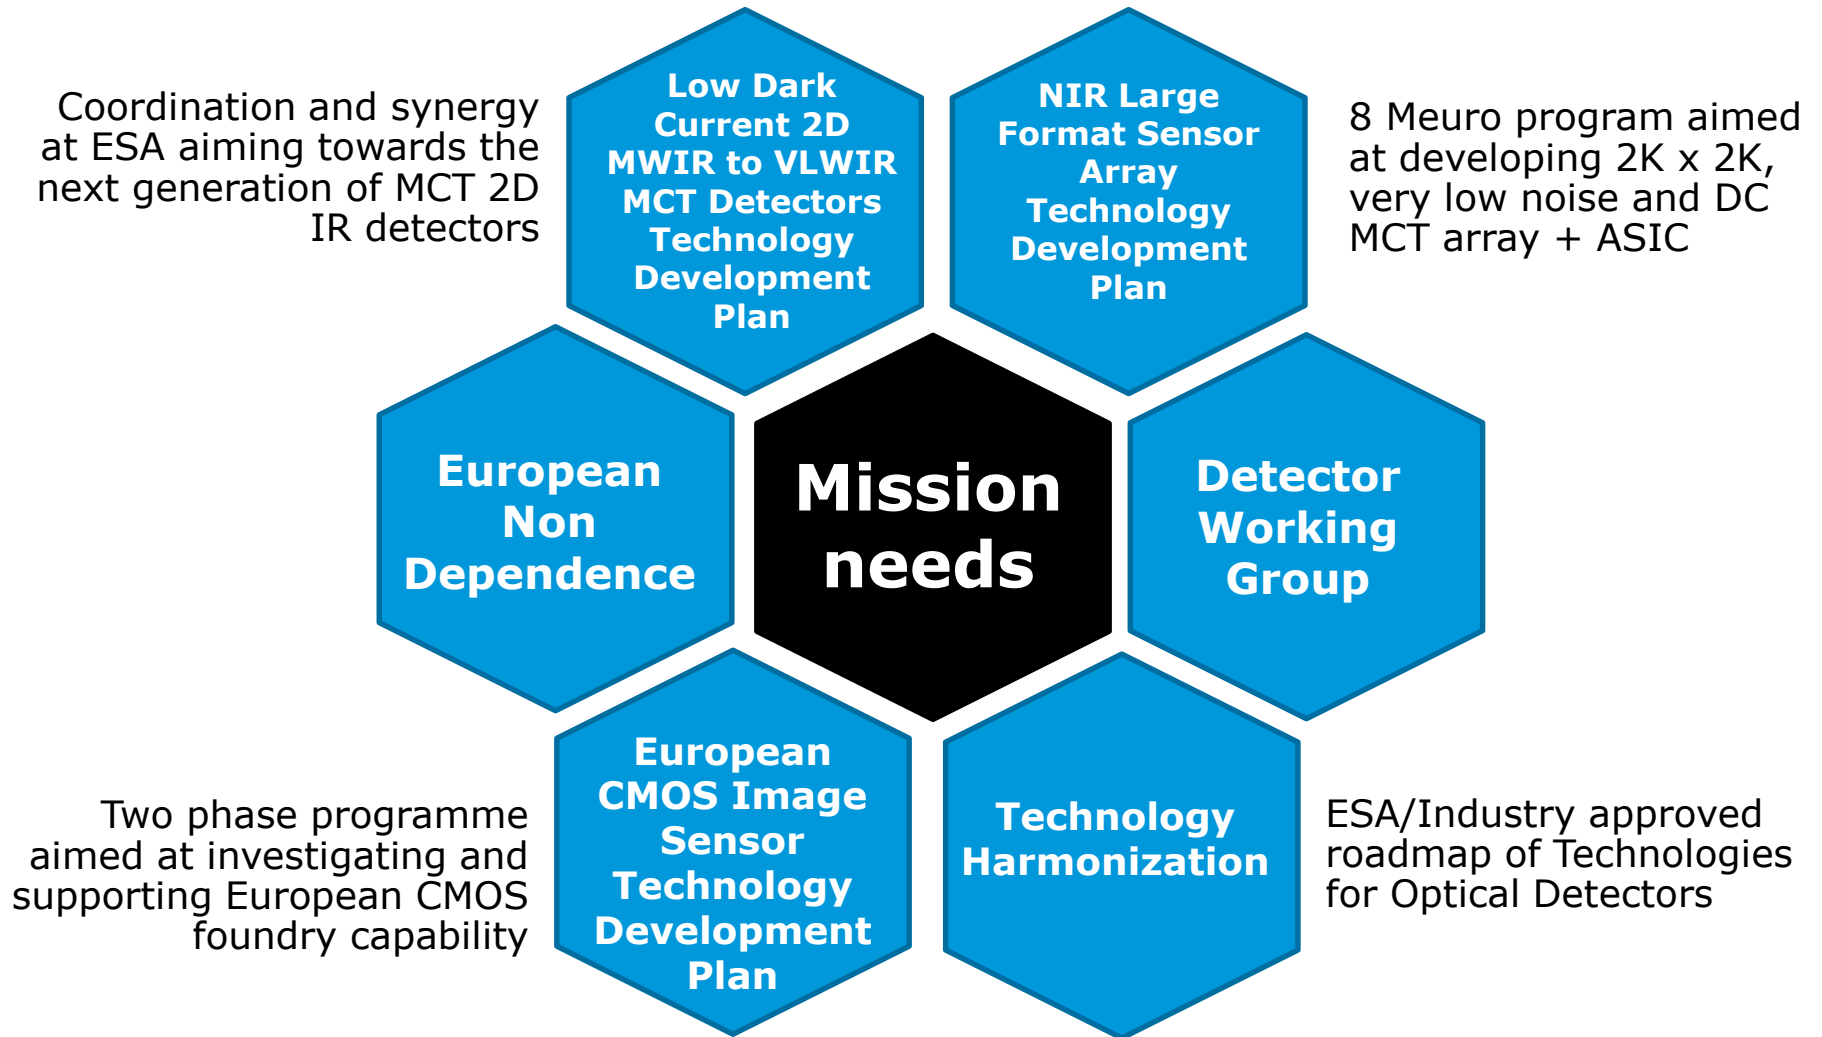 Coordination and synergy
at ESA aiming towards the
next generation of MCT 2D
IR detectors
Low Dark
Current 2D
MWIR to VLWIR
MCT Detectors
Technology
Development
Plan
NIR Large
Format Sensor
Array
Technology
Development
Plan
8 Meuro program aimed
at developing 2K x 2K,
very low noise and DC
MCT array + ASIC
European
Non
Dependence
Mission
needs
Detector
Working
Group
Two phase programme
aimed at investigating and
supporting European CMOS
foundry capability
European
CMOS Image
Sensor
Technology
Development
Plan
Technology
Harmonization
ESA/Industry approved
roadmap of Technologies
for Optical Detectors